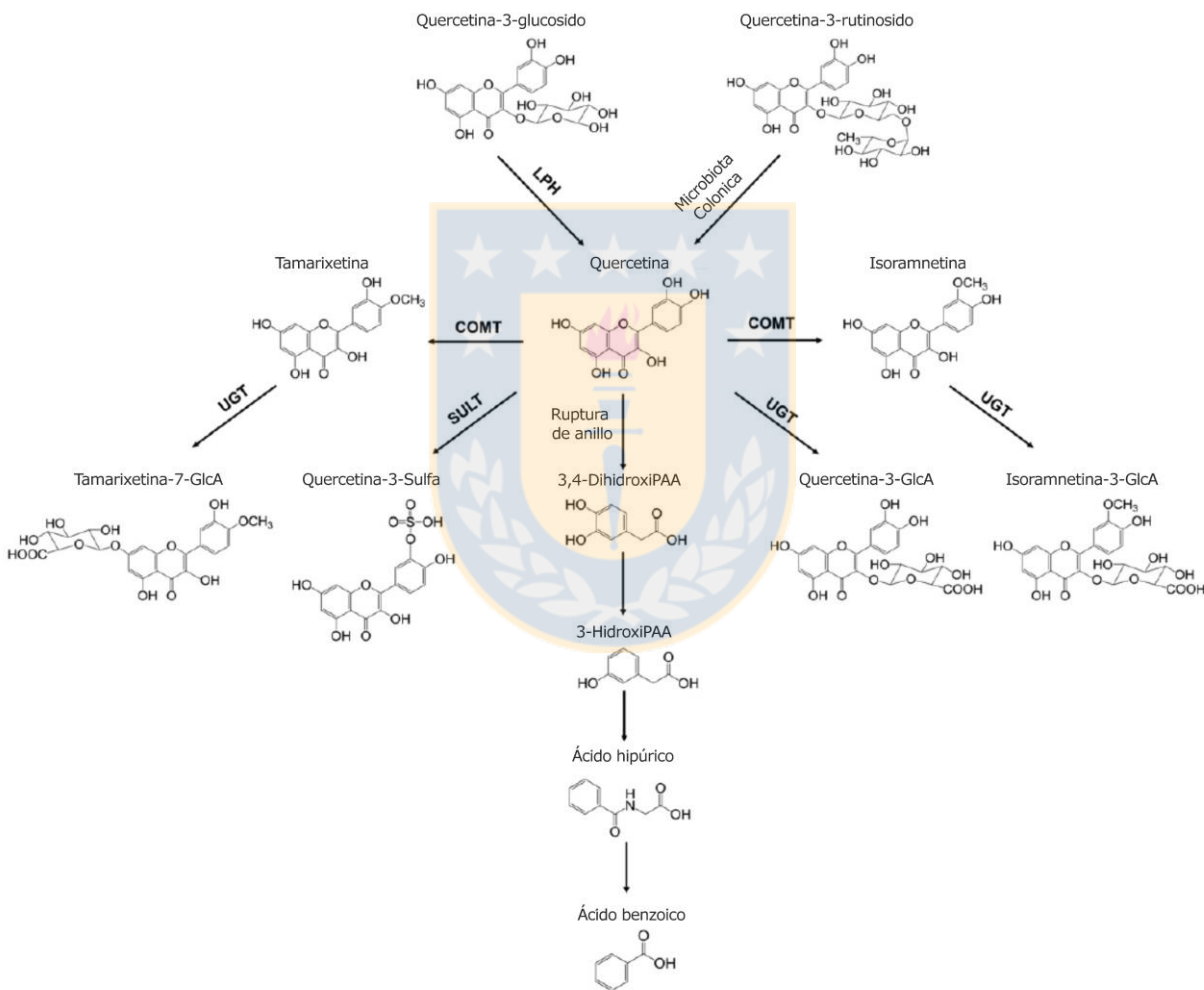 Quercetina-3-glucosido
Quercetina-3-rutinosido
LPH
Microbiota
Colonica
Tamarixetina
Quercetina
Isoramnetina
COMT
COMT
UGT
SULT
Ruptura
de anillo
UGT
UGT
Tamarixetina-7-GlcA
Quercetina-3-Sulfa
3,4-DihidroxiPAA
Quercetina-3-GlcA
Isoramnetina-3-GlcA
3-HidroxiPAA
Ácido hipúrico
Ácido benzoico